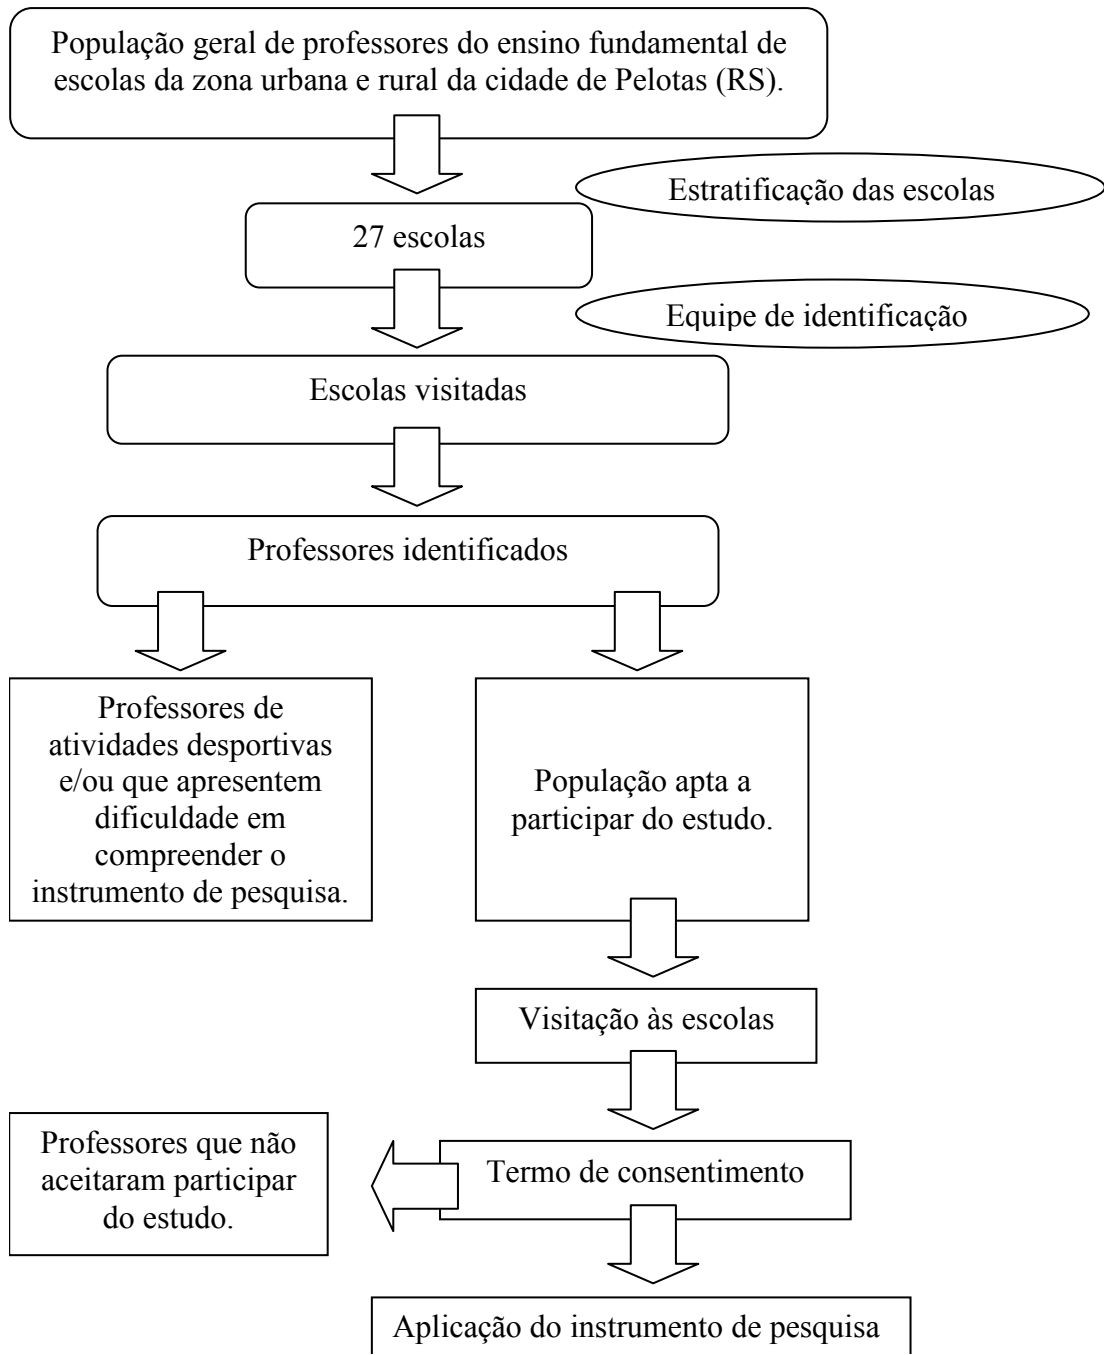 População geral de professores do ensino fundamental de
escolas da zona urbana e rural da cidade de Pelotas (RS).
Estratificação das escolas
27 escolas
Equipe de identificação
Escolas visitadas
Professores identificados
Professores de
atividades desportivas
e/ou que apresentem
dificuldade em
compreender o
instrumento de pesquisa.
População apta a
participar do estudo.
Visitação às escolas
Professores que não
aceitaram participar
do estudo.
Termo de consentimento
Aplicação do instrumento de pesquisa